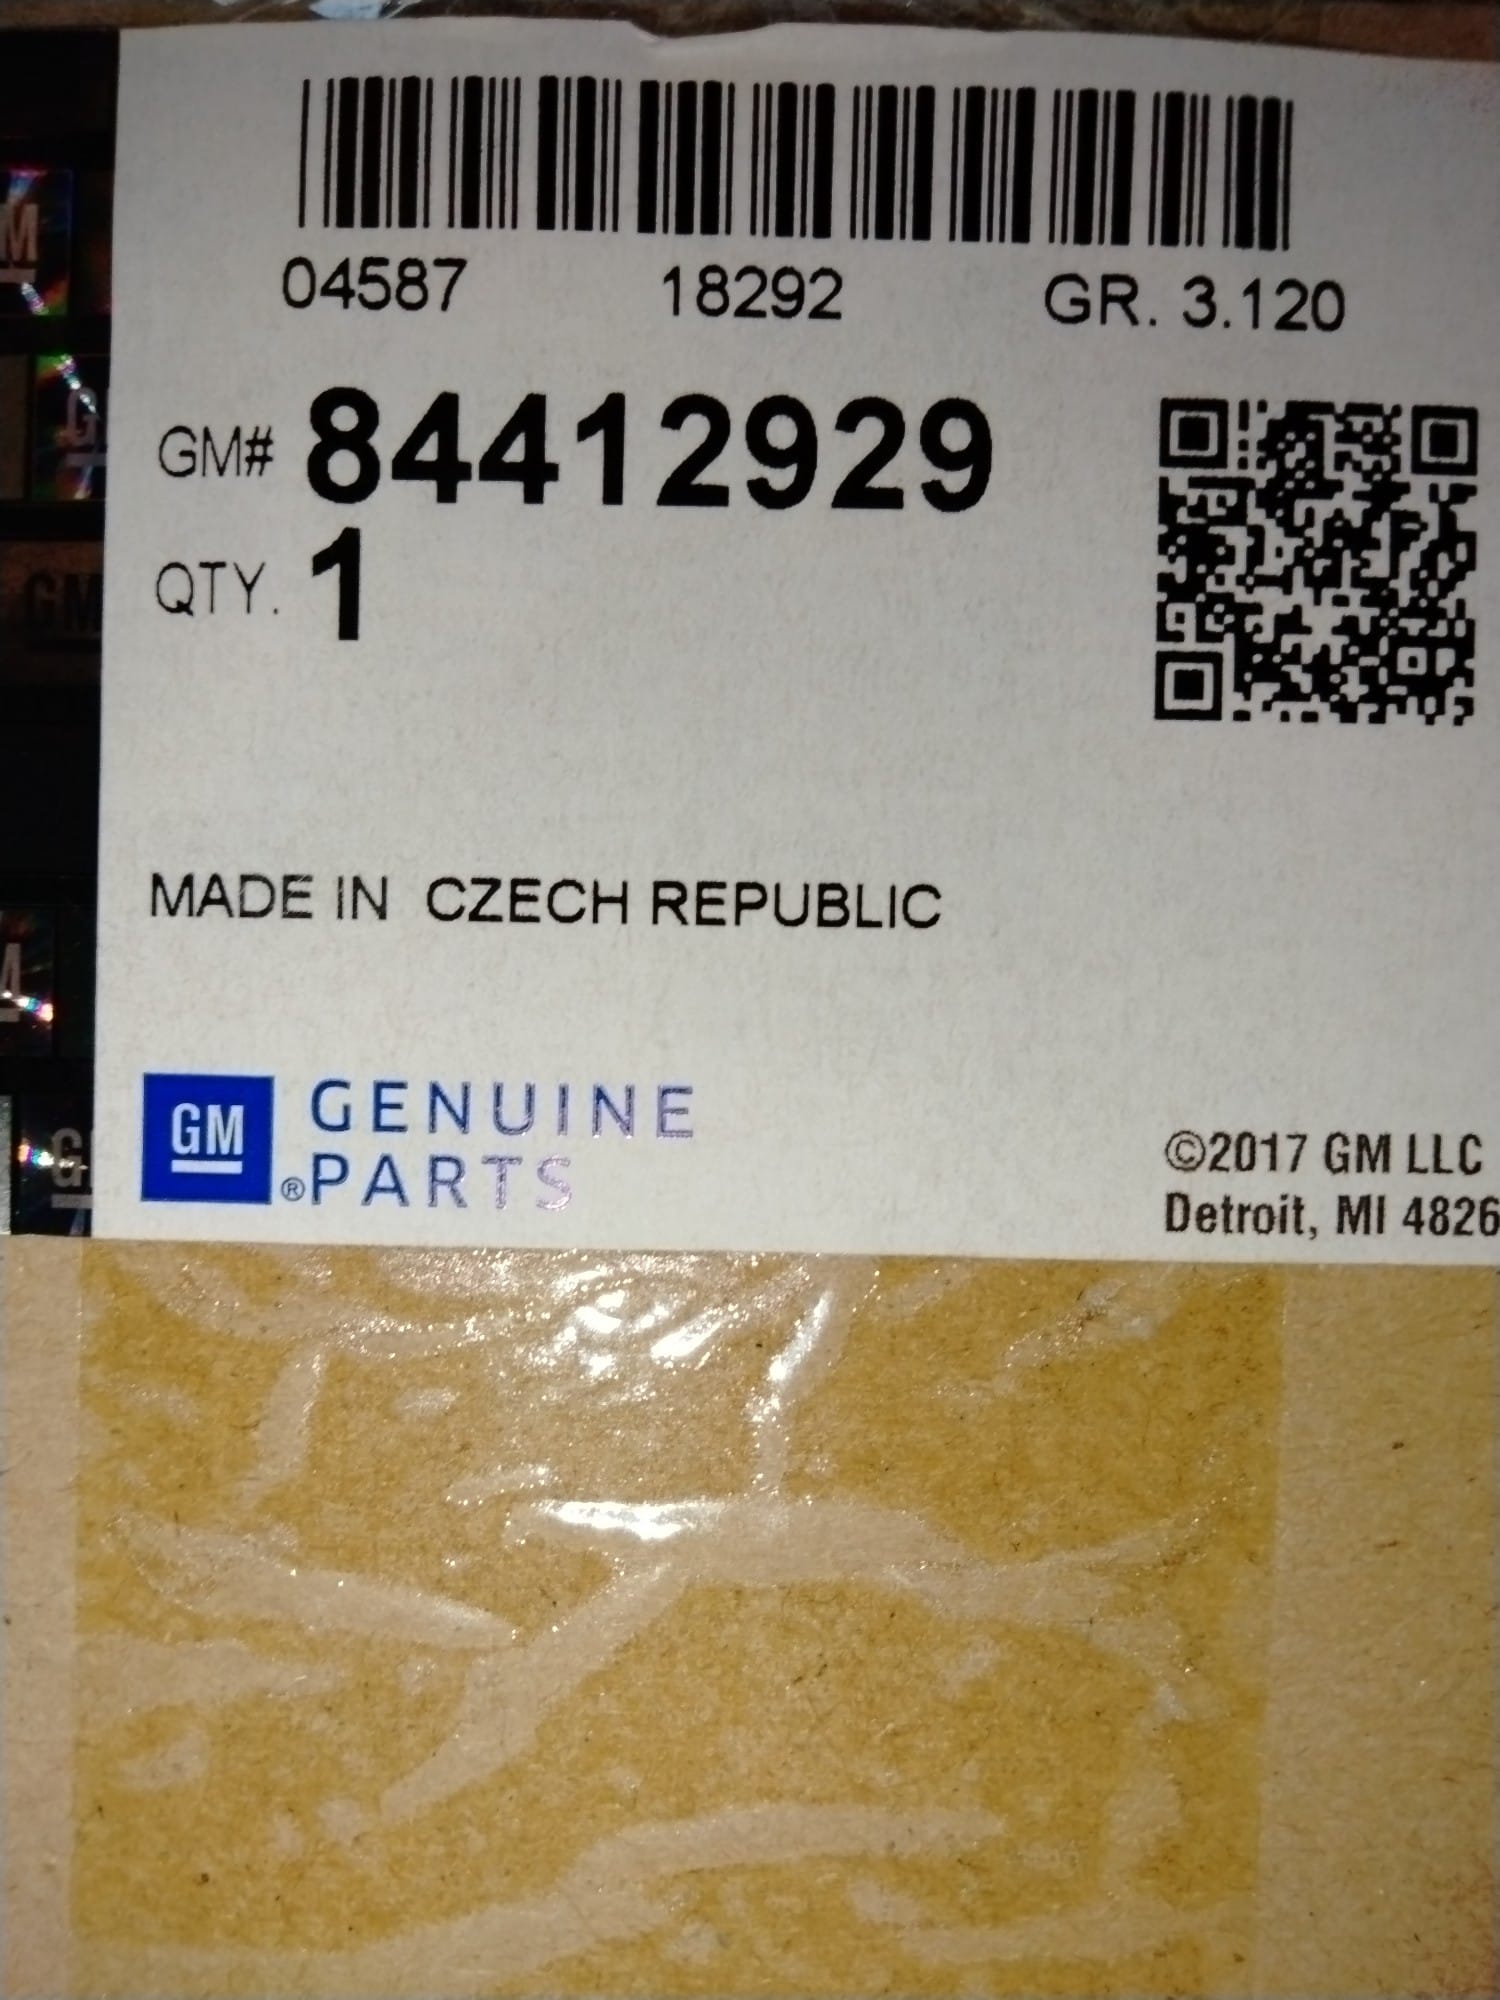 04587 18292 GR. 3.120
GM# 84412929
QTY. 1
MADE IN CZECH REPUBLIC
GM
GENUINE
®PARTS
©2017 GM LLC
Detroit, MI 4826
M
G
GM
M
G